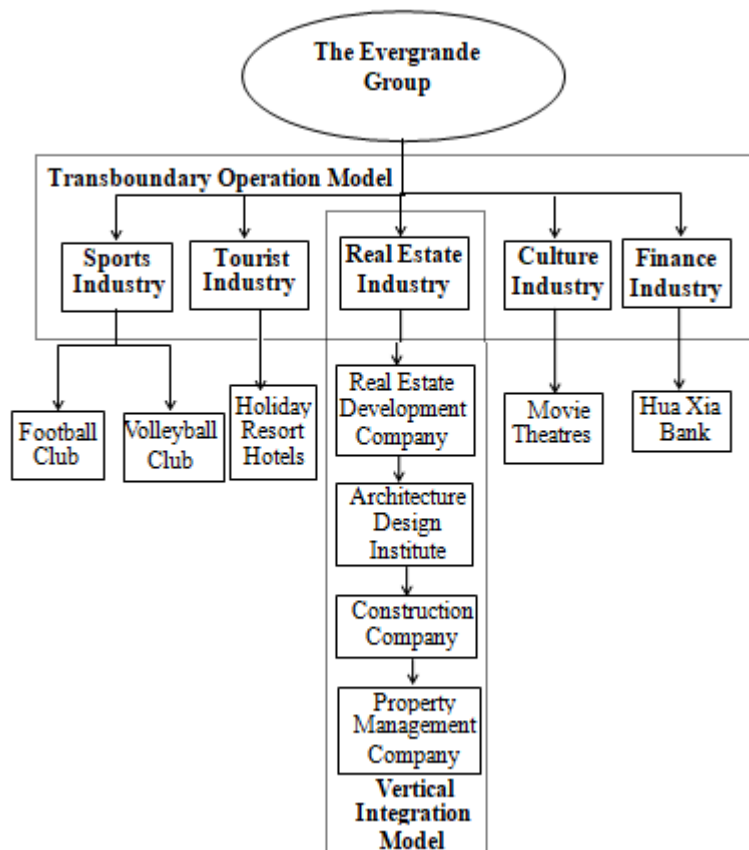 The Evergrande
Group
Transboundary Operation Model
Sports
Industry
Tourist
Industry
Real Estate
Industry
Culture
Industry
Finance
Industry
Football
Club
Volleyball
Club
Holiday
Resort
Hotels
Real Estate
Development
Company
Movie
Theatres
Hua Xia
Bank
Architecture
Design
Institute
Construction
Company
Property
Management
Company
Vertical
Integration
Model